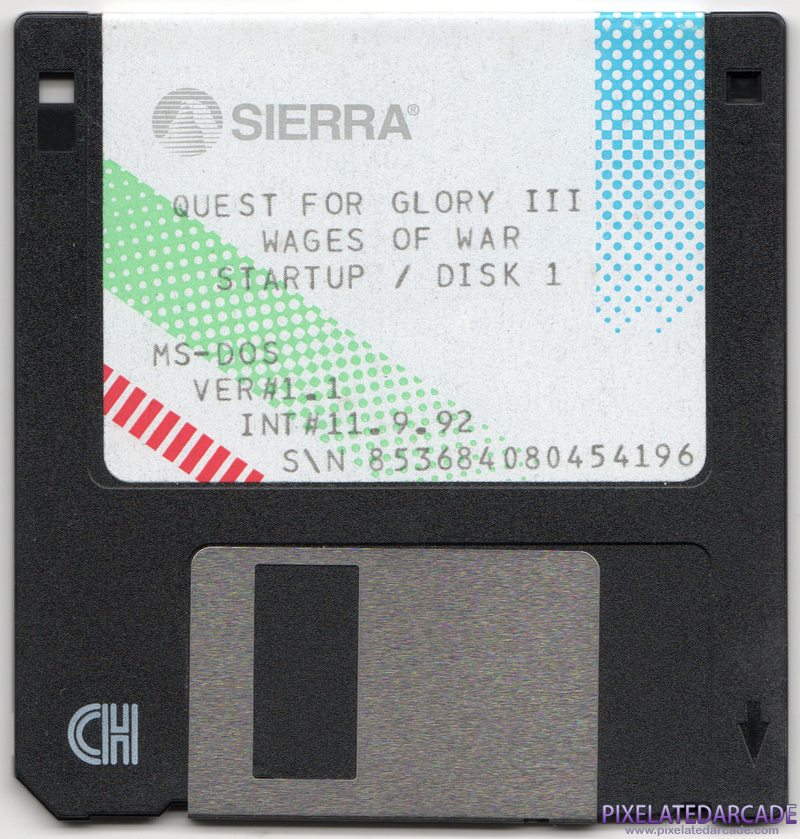 SIERRA®
QUEST FOR GLORY III
WAGES OF WAR
STARTUP / DISK 1
MS-DOS
VER#1.1
INT#11.9.92
S\N 853684080454196
CH
PIXELATEDARCADE
www.pixelatedarcade.com